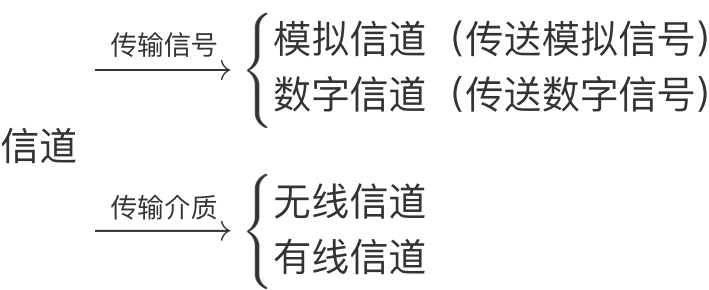 信道
传输信号
模拟信道（传送模拟信号）
数字信道（传送数字信号）
传输介质
无线信道
有线信道